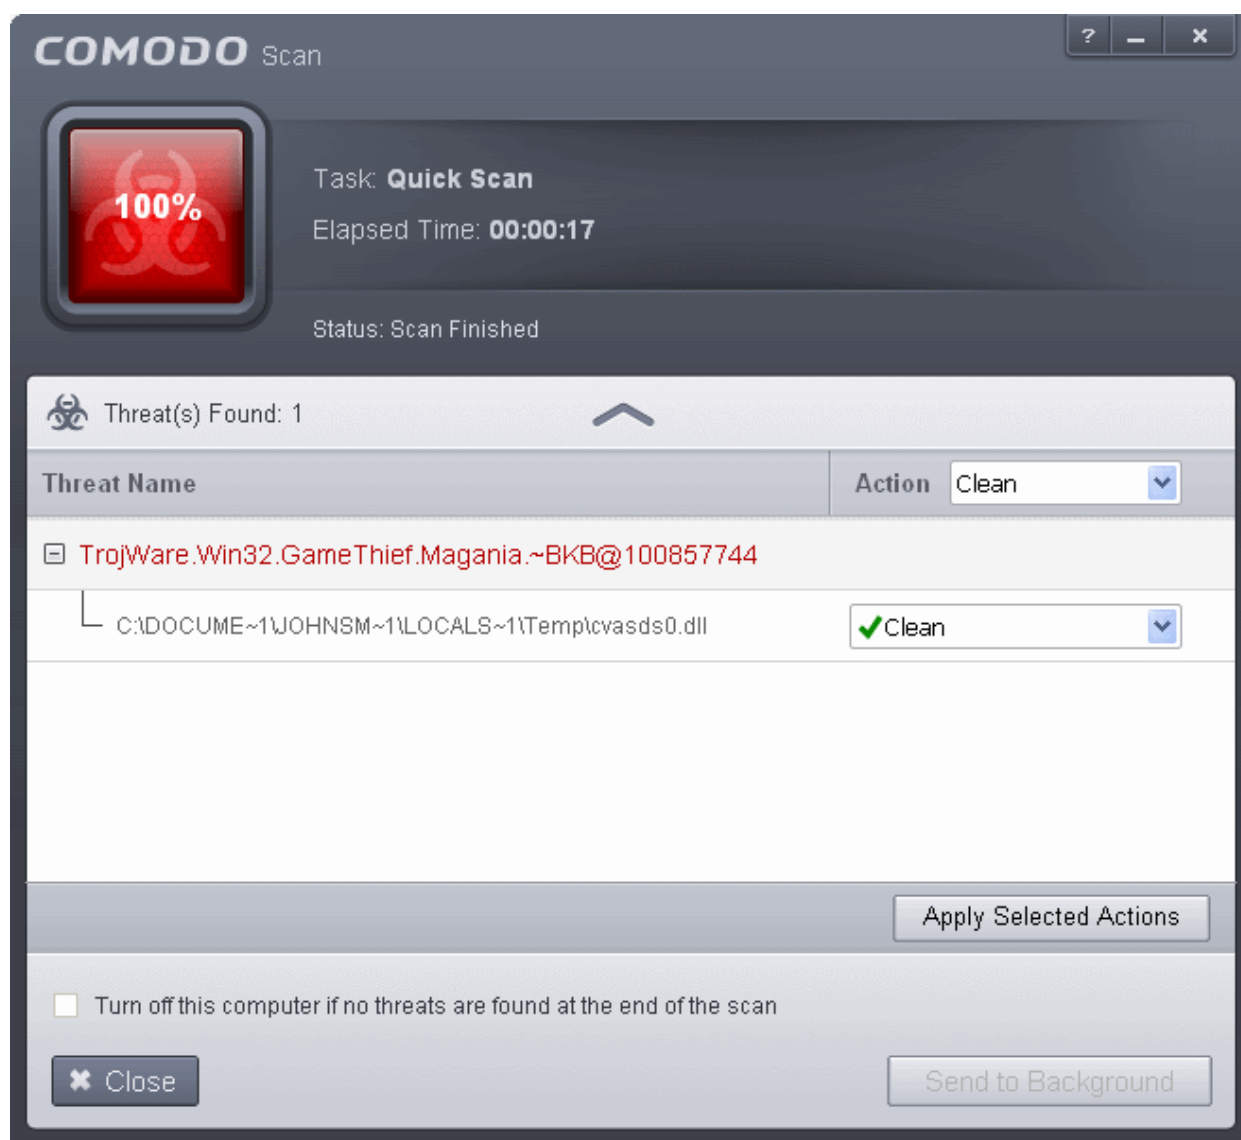 COMODO Scan
? – ×
100%
Task: Quick Scan
Elapsed Time: 00:00:17
Status: Scan Finished
Threat(s) Found: 1
Threat Name Action Clean
TrojWare.Win32.GameThief.Magania.~BKB@100857744
C:\DOCUME~1\JOHNSM~1\LOCALS~1\Temp\cvasds0.dll Clean
Apply Selected Actions
Turn off this computer if no threats are found at the end of the scan
Close Send to Background